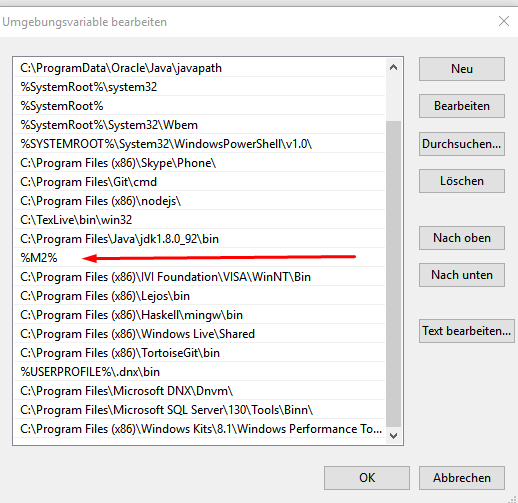 Umgebungsvariable bearbeiten
C:\ProgramData\Oracle\Java\javapath
%SystemRoot%\system32
%SystemRoot%
%SystemRoot%\System32\Wbem
%SYSTEMROOT%\System32\WindowsPowerShell\v1.0\
C:\Program Files (x86)\Skype\Phone\
C:\Program Files\Git\cmd
C:\Program Files (x86)\nodejs\
C:\TexLive\bin\win32
C:\Program Files\Java\jdk1.8.0_92\bin
%M2%
C:\Program Files (x86)\IVI Foundation\VISA\WinNT\Bin
C:\Program Files (x86)\Lejos\bin
C:\Program Files (x86)\Haskell\mingw\bin
C:\Program Files (x86)\Windows Live\Shared
C:\Program Files (x86)\TortoiseGit\bin
%USERPROFILE%\.dnx\bin
C:\Program Files\Microsoft DNX\Dnvm\
C:\Program Files\Microsoft SQL Server\130\Tools\Binn\
C:\Program Files (x86)\Windows Kits\8.1\Windows Performance To...
Neu
Bearbeiten
Durchsuchen...
Löschen
Nach oben
Nach unten
Text bearbeiten...
OK
Abbrechen